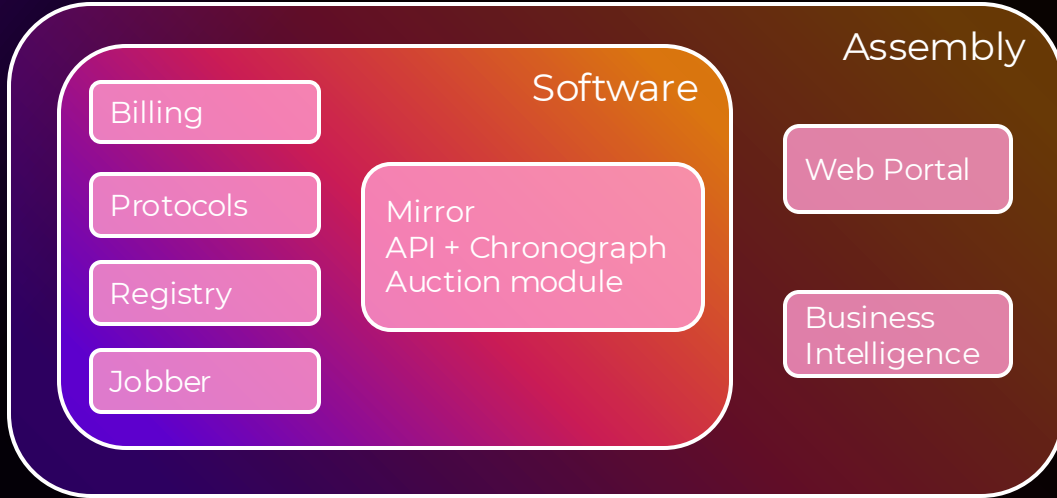 Assembly
Software
Billing
Protocols
Registry
Jobber
Mirror
API + Chronograph
Auction module
Web Portal
Business
Intelligence